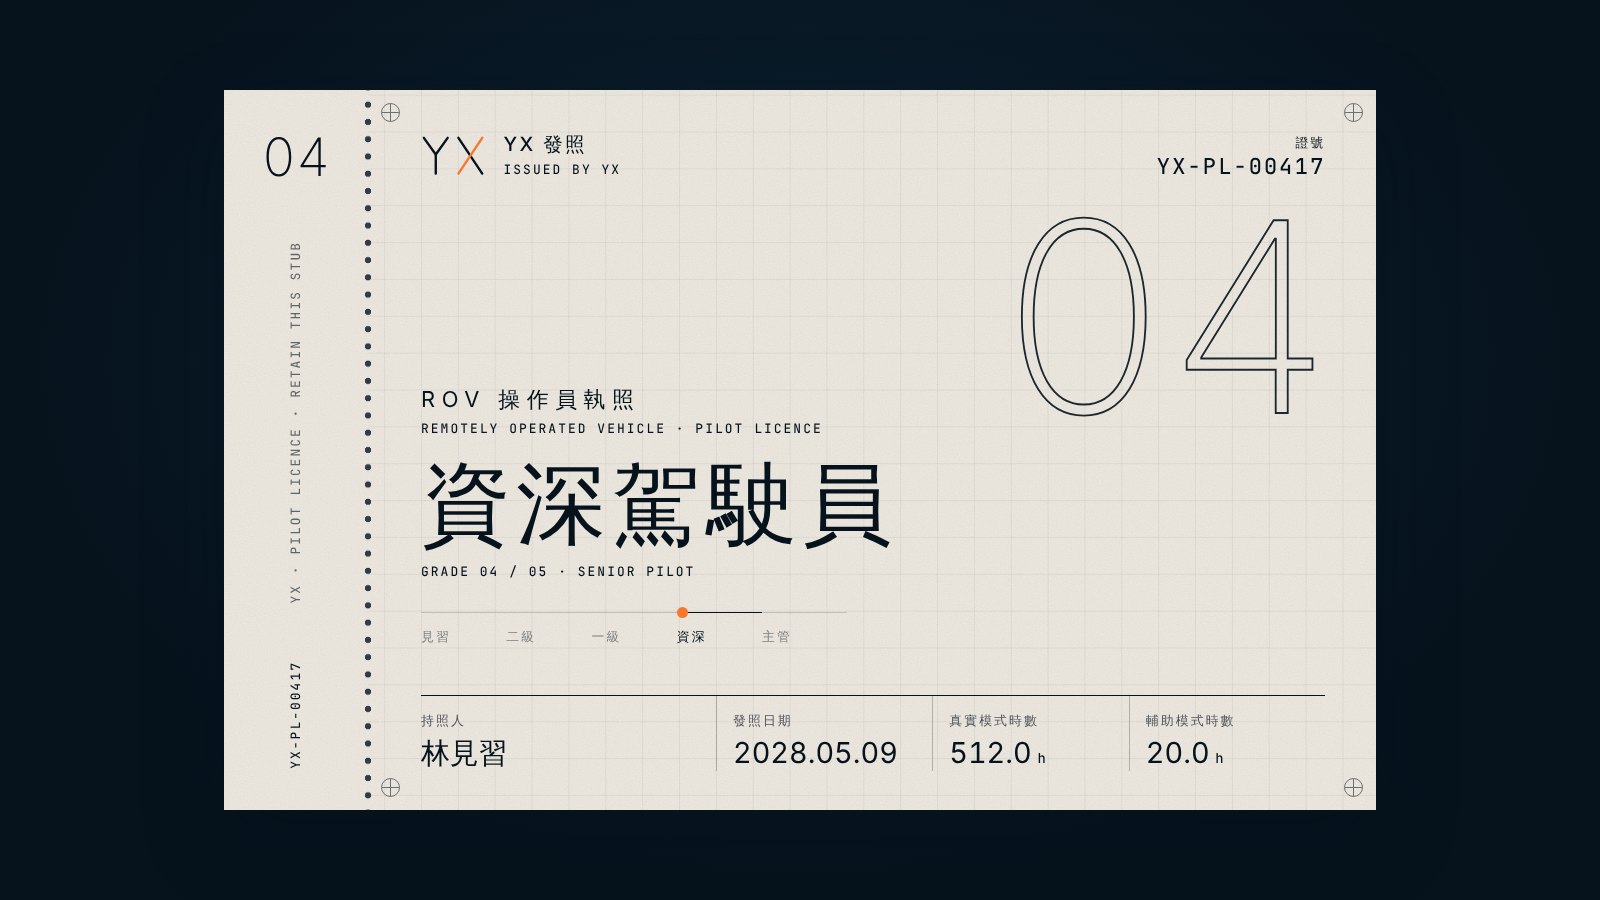 04
YX · PILOT LICENCE · RETAIN THIS STUB
YX-PL-00417
YX
YX 發照
ISSUED BY YX
證號
YX-PL-00417
04
ROV 操作員執照
REMOTELY OPERATED VEHICLE · PILOT LICENCE
資深駕駛員
GRADE 04 / 05 · SENIOR PILOT
見習 二級 一級 資深 主管
持照人
林見習
發照日期
2028.05.09
真實模式時數
512.0 h
輔助模式時數
20.0 h